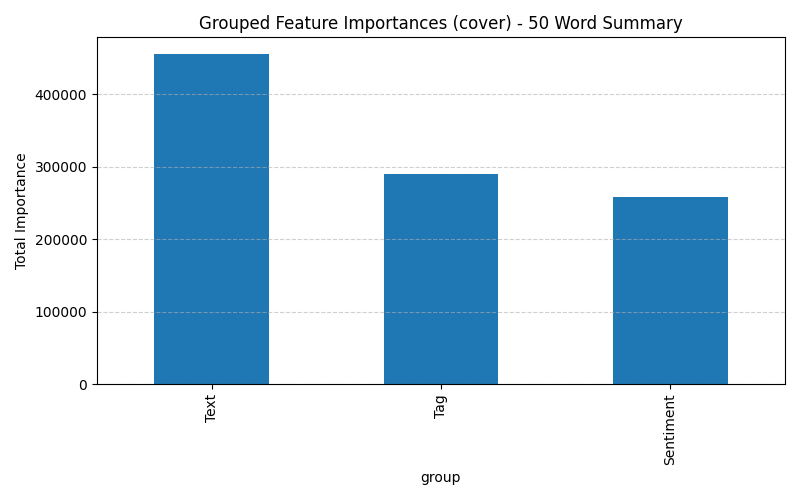 Grouped Feature Importances (cover) - 50 Word Summary
Total Importance
400000
300000
200000
100000
0
Text
Tag
Sentiment
group